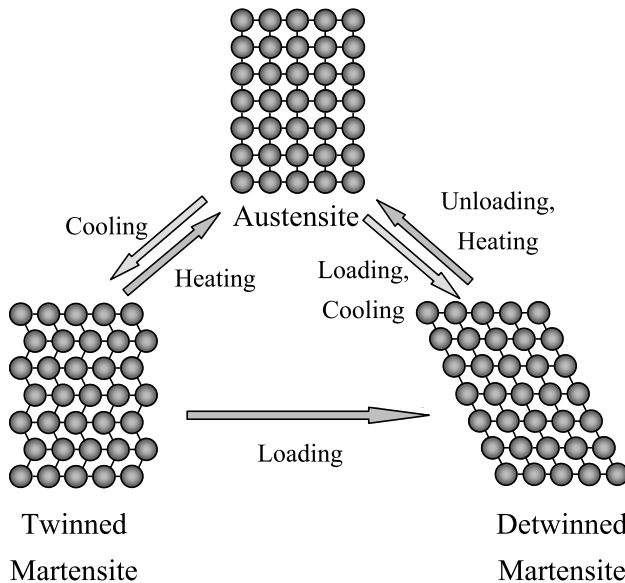 Austensite
Cooling
Heating
Unloading,
Heating
Loading,
Cooling
Loading
Twinned
Martensite
Detwinned
Martensite